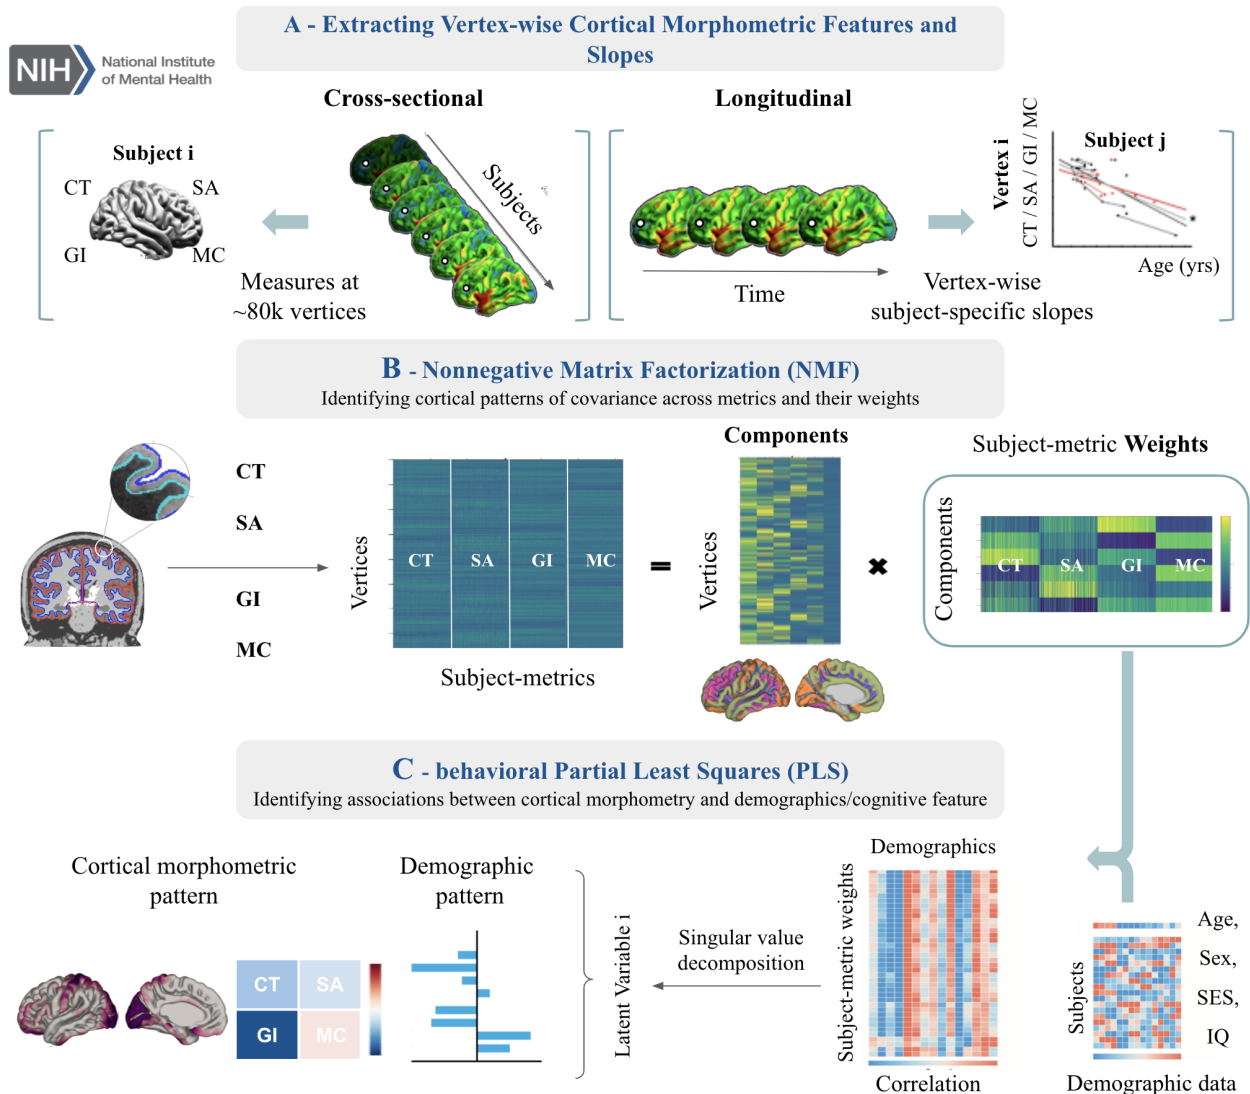 A - Extracting Vertex-wise Cortical Morphometric Features and
Slopes
NIH
National Institute
of Mental Health
Cross-sectional
Longitudinal
Subject i
CT
SA
GI
MC
Subjects
Measures at
~80k vertices
Time
Vertex i
CT / SA / GI / MC
Subject j
Age (yrs)
Vertex-wise
subject-specific slopes
B - Nonnegative Matrix Factorization (NMF)
Identifying cortical patterns of covariance across metrics and their weights
CT
SA
GI
MC
Vertices
CT
SA
GI
MC
Subject-metrics
=
Components
Vertices
×
Subject-metric Weights
Components
CT
SA
GI
MC
C - behavioral Partial Least Squares (PLS)
Identifying associations between cortical morphometry and demographics/cognitive feature
Cortical morphometric
pattern
CT
SA
GI
MC
Demographic
pattern
Latent Variable i
Singular value
decomposition
Demographics
Subject-metric weights
Correlation
Subjects
Age,
Sex,
SES,
IQ
Demographic data